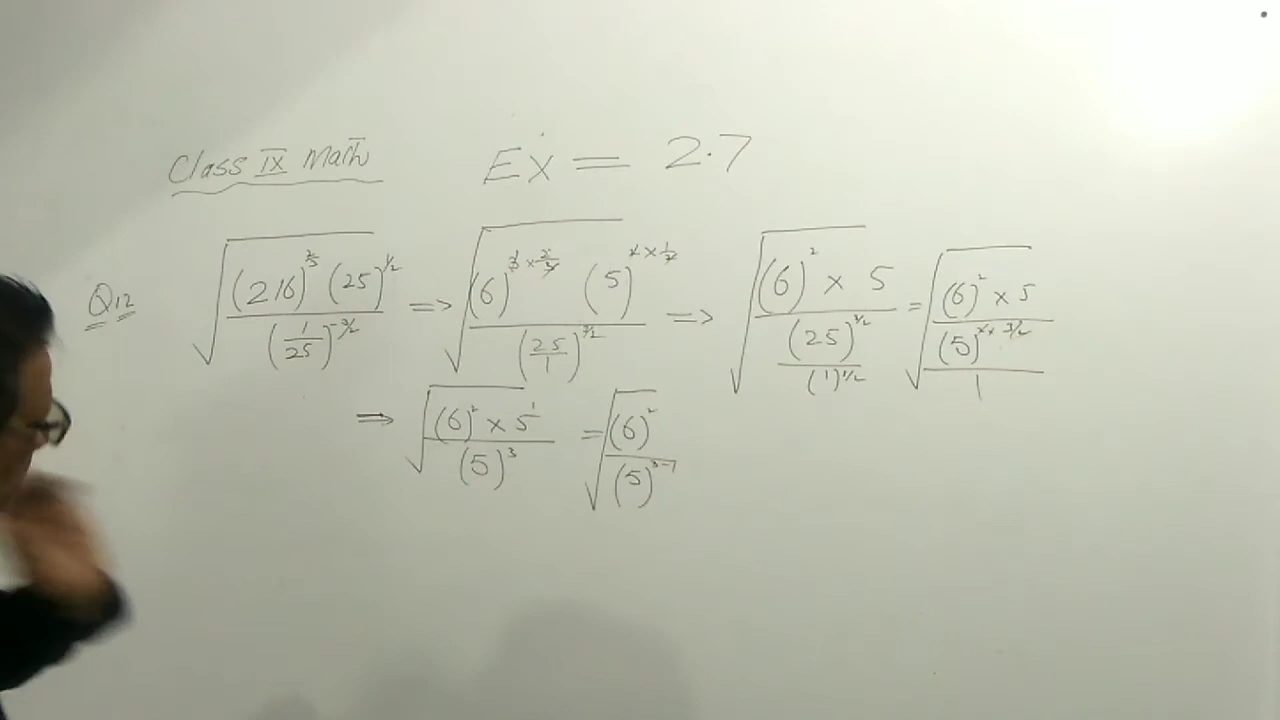 Class IX Math Ex = 2.7
Q12 √((216)^(2/3) (25)^(1/2) / (1/25)^(-3/2)) => √((6)^(3×2/3) (5)^(2×1/2) / (25/1)^(3/2)) => √((6)^2 × 5 / ((25)^(3/2) / (1)^(1/2))) = √((6)^2 × 5 / ((5)^(2×3/2) / 1))
=> √((6)^2 × 5^1 / (5)^3) = √((6)^2 / (5)^(3-1))